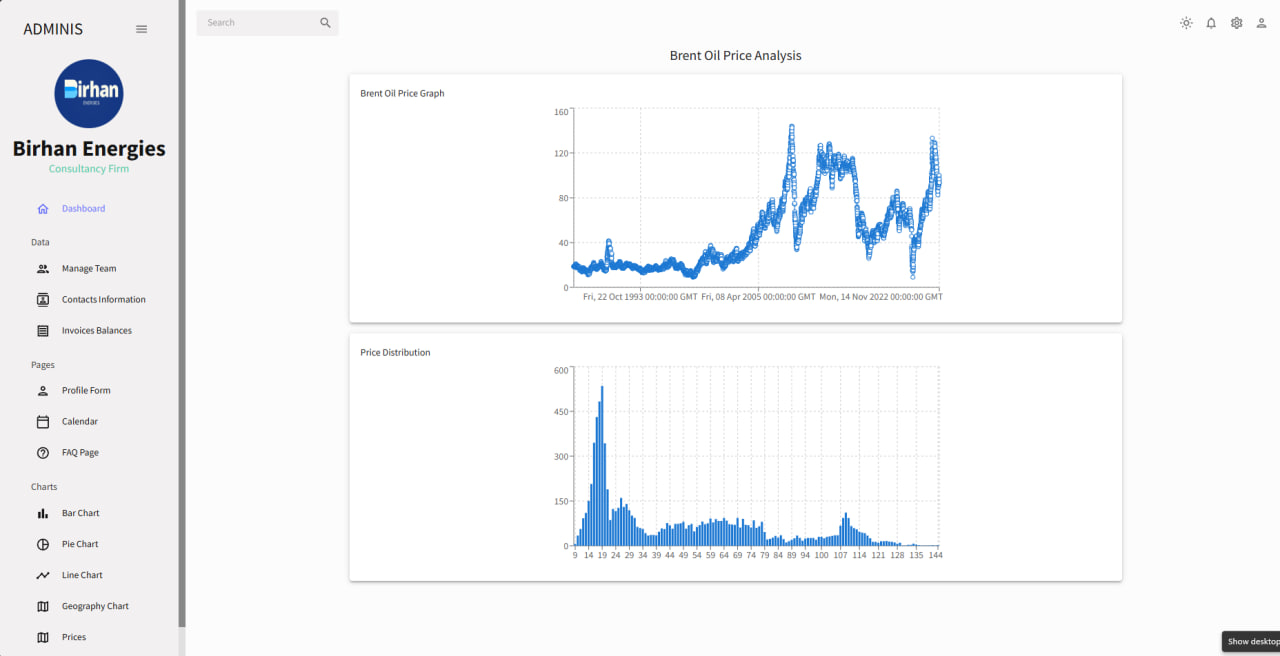 ADMINIS
Birhan
ENERGIES
Birhan Energies
Consultancy Firm
Dashboard
Data
Manage Team
Contacts Information
Invoices Balances
Pages
Profile Form
Calendar
FAQ Page
Charts
Bar Chart
Pie Chart
Line Chart
Geography Chart
Prices
Search
Brent Oil Price Analysis
Brent Oil Price Graph
160
120
80
40
0
Fri, 22 Oct 1993 00:00:00 GMT Fri, 08 Apr 2005 00:00:00 GMT Mon, 14 Nov 2022 00:00:00 GMT
Price Distribution
600
450
300
150
0
9 14 19 24 29 34 39 44 49 54 59 64 69 74 79 84 89 94 100 107 114 121 128 135 144
Show desktop